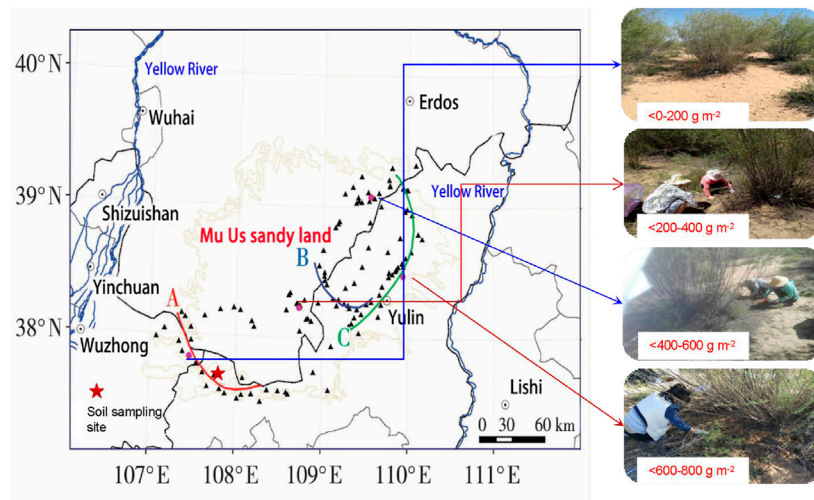 40°N
39°N
38°N
107°E
108°E
109°E
110°E
111°E
Yellow River
Wuhai
Erdos
Shizuishan
Yellow River
Mu Us sandy land
B
Yinchuan
A
Yulin
Wuzhong
C
Soil sampling
site
Lishi
0 30 60 km
<0-200 g m-2
<200-400 g m-2
<400-600 g m-2
<600-800 g m-2